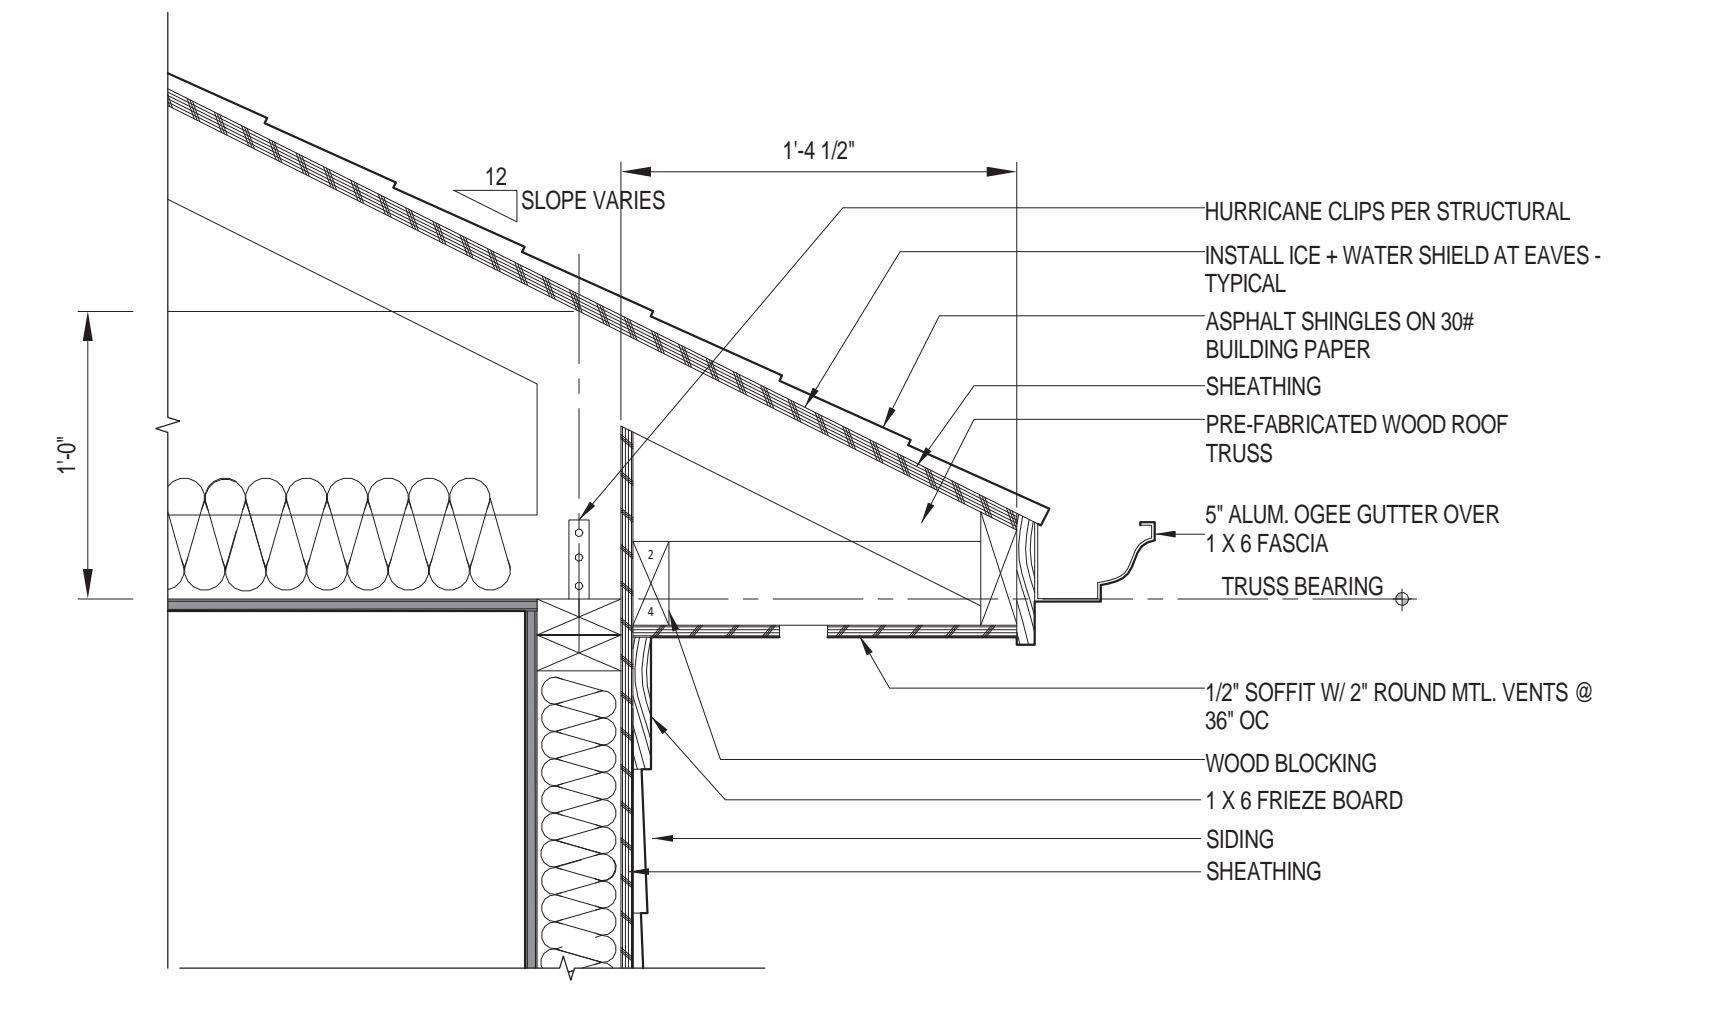 1'-4 1/2"
12
SLOPE VARIES
HURRICANE CLIPS PER STRUCTURAL
INSTALL ICE + WATER SHIELD AT EAVES -
TYPICAL
ASPHALT SHINGLES ON 30#
BUILDING PAPER
SHEATHING
PRE-FABRICATED WOOD ROOF
TRUSS
1'-0"
5" ALUM. OGEE GUTTER OVER
1 X 6 FASCIA
2
TRUSS BEARING
4
1/2" SOFFIT W/ 2" ROUND MTL. VENTS @
36" OC
WOOD BLOCKING
1 X 6 FRIEZE BOARD
SIDING
SHEATHING